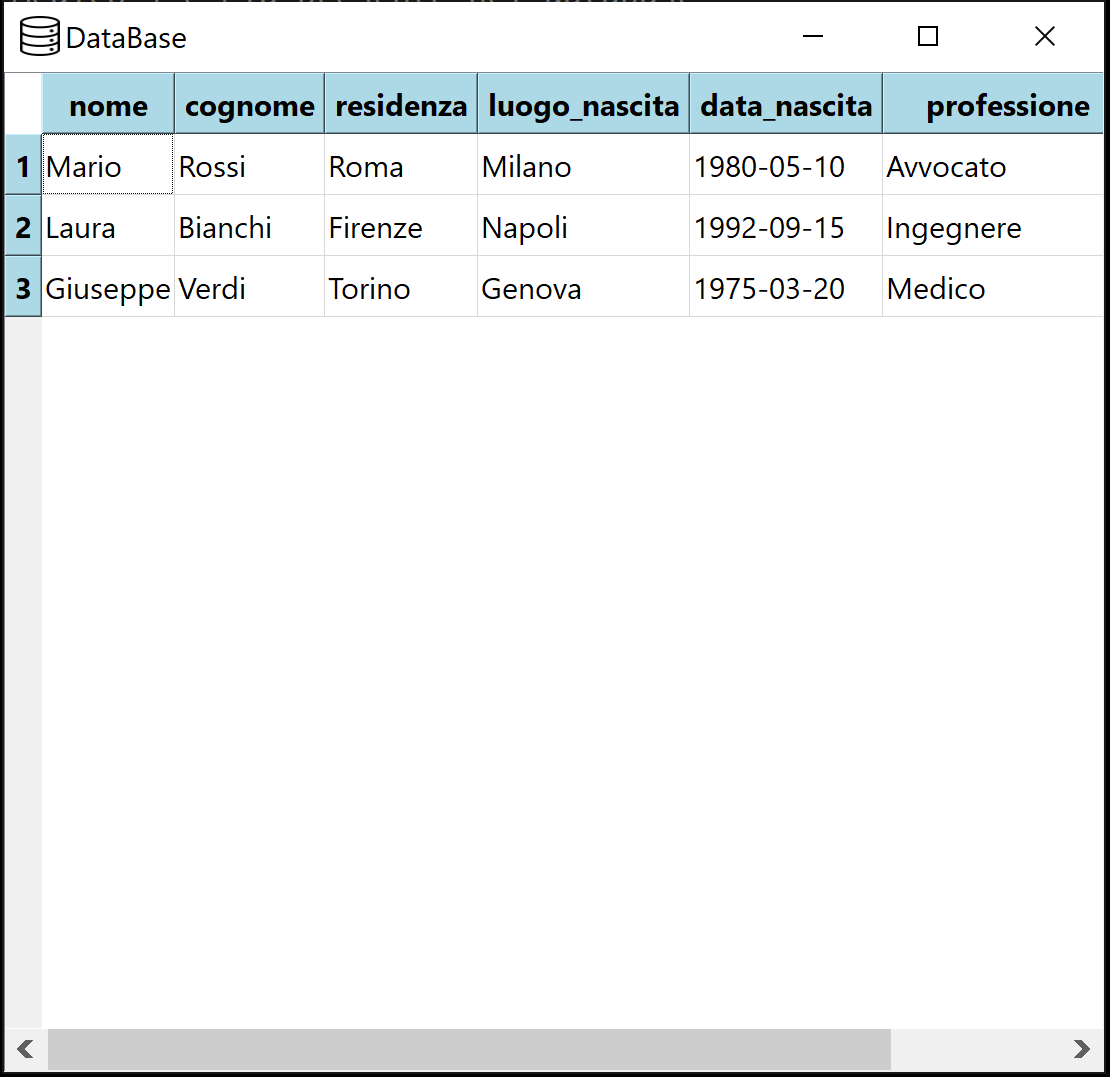 DataBase
nome cognome residenza luogo_nascita data_nascita professione
1 Mario Rossi Roma Milano 1980-05-10 Avvocato
2 Laura Bianchi Firenze Napoli 1992-09-15 Ingegnere
3 Giuseppe Verdi Torino Genova 1975-03-20 Medico